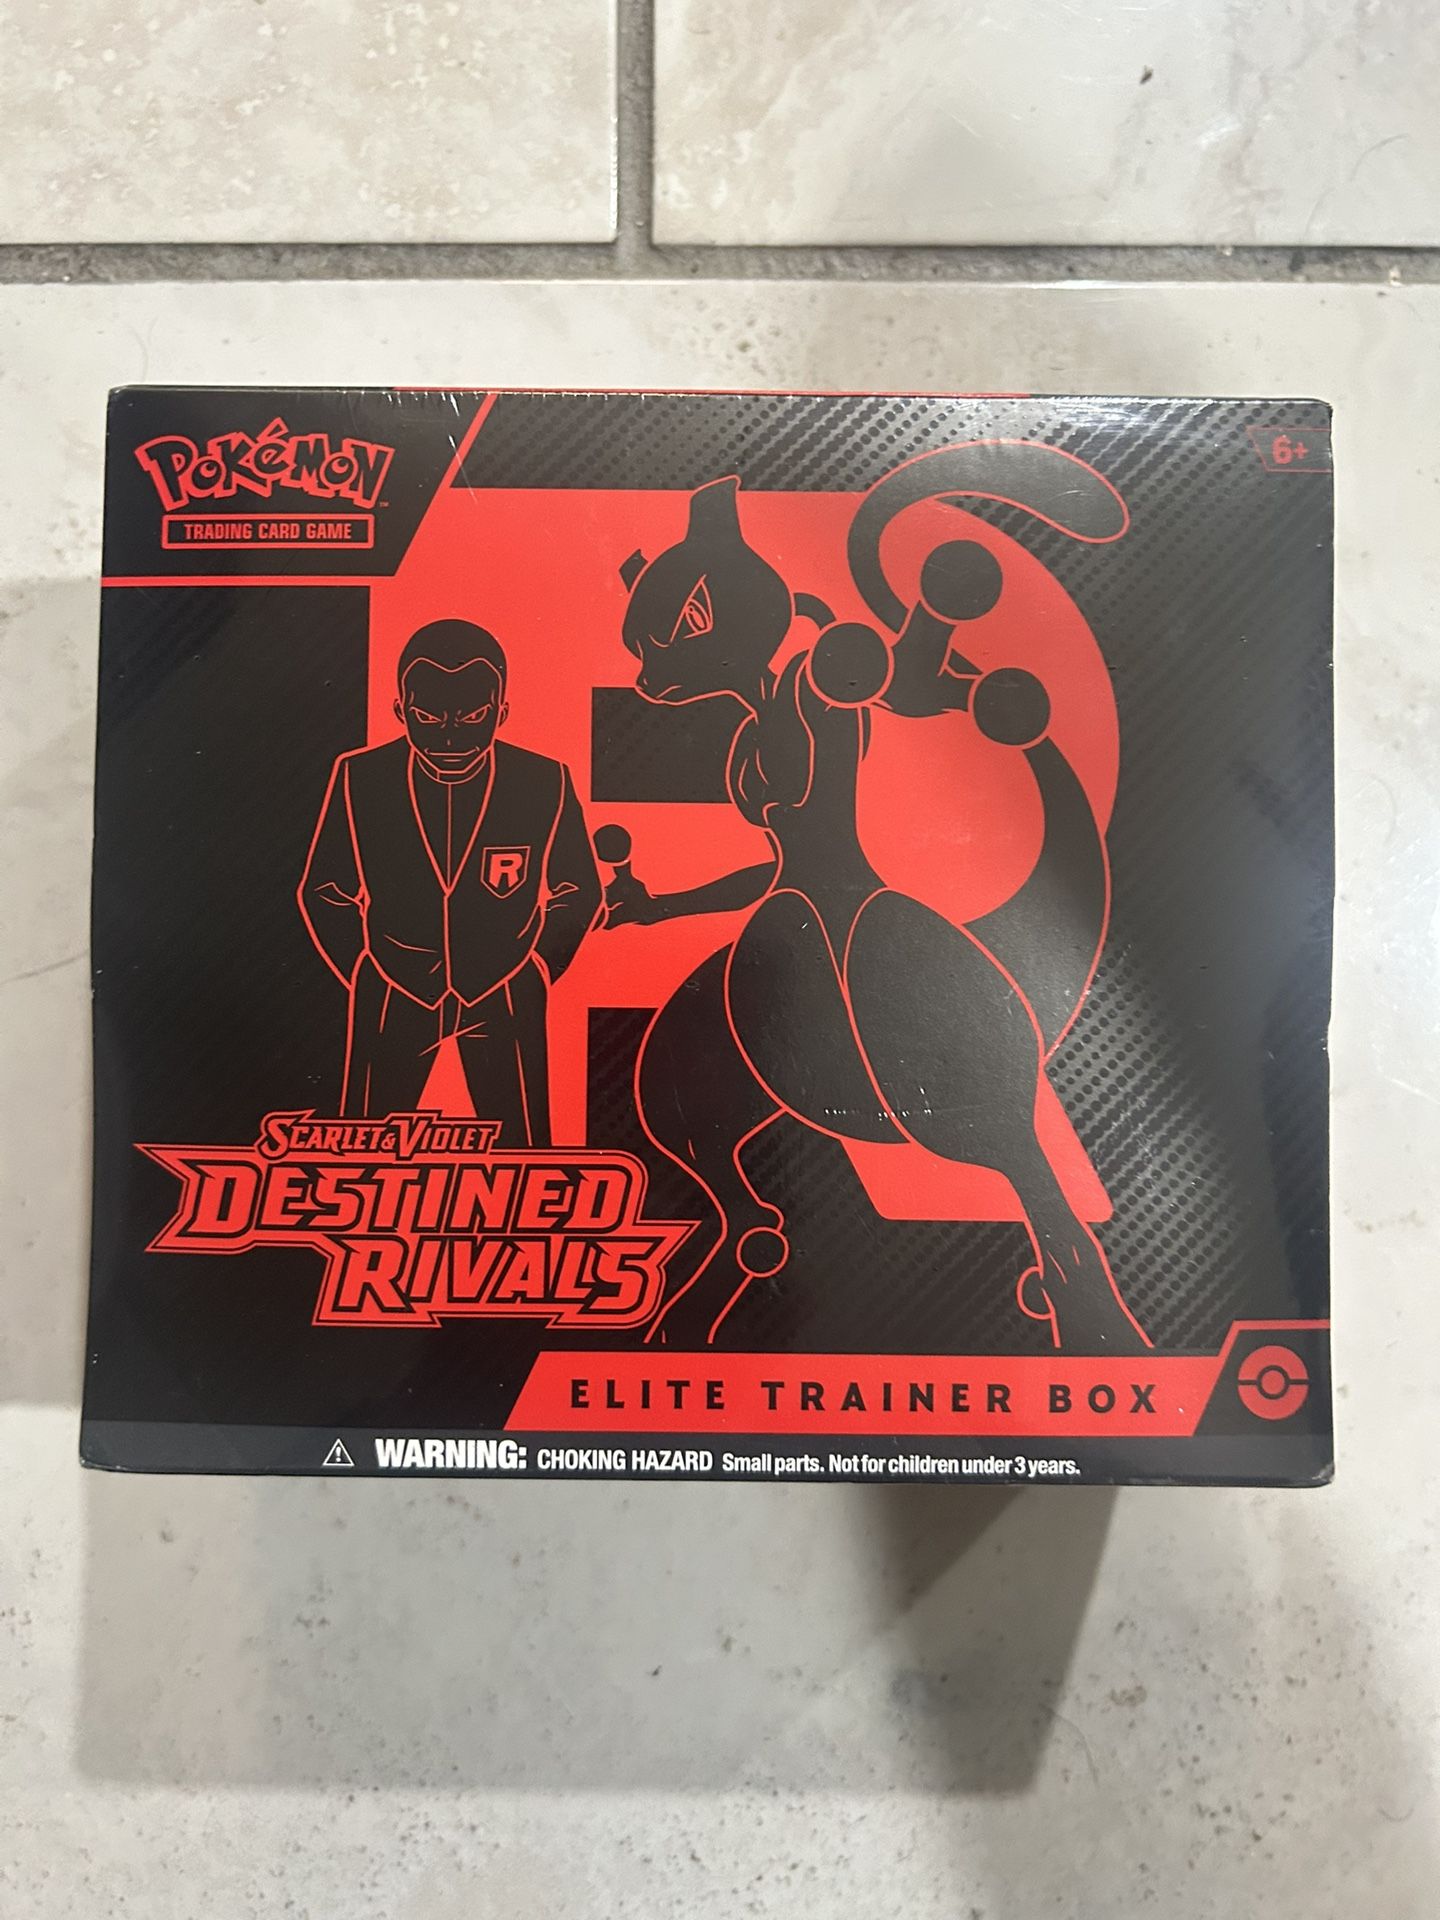 POKéMON™
TRADING CARD GAME
6+
R
SCARLET & VIOLET
DESTINED
RIVALS
ELITE TRAINER BOX
⚠ WARNING: CHOKING HAZARD Small parts. Not for children under 3 years.